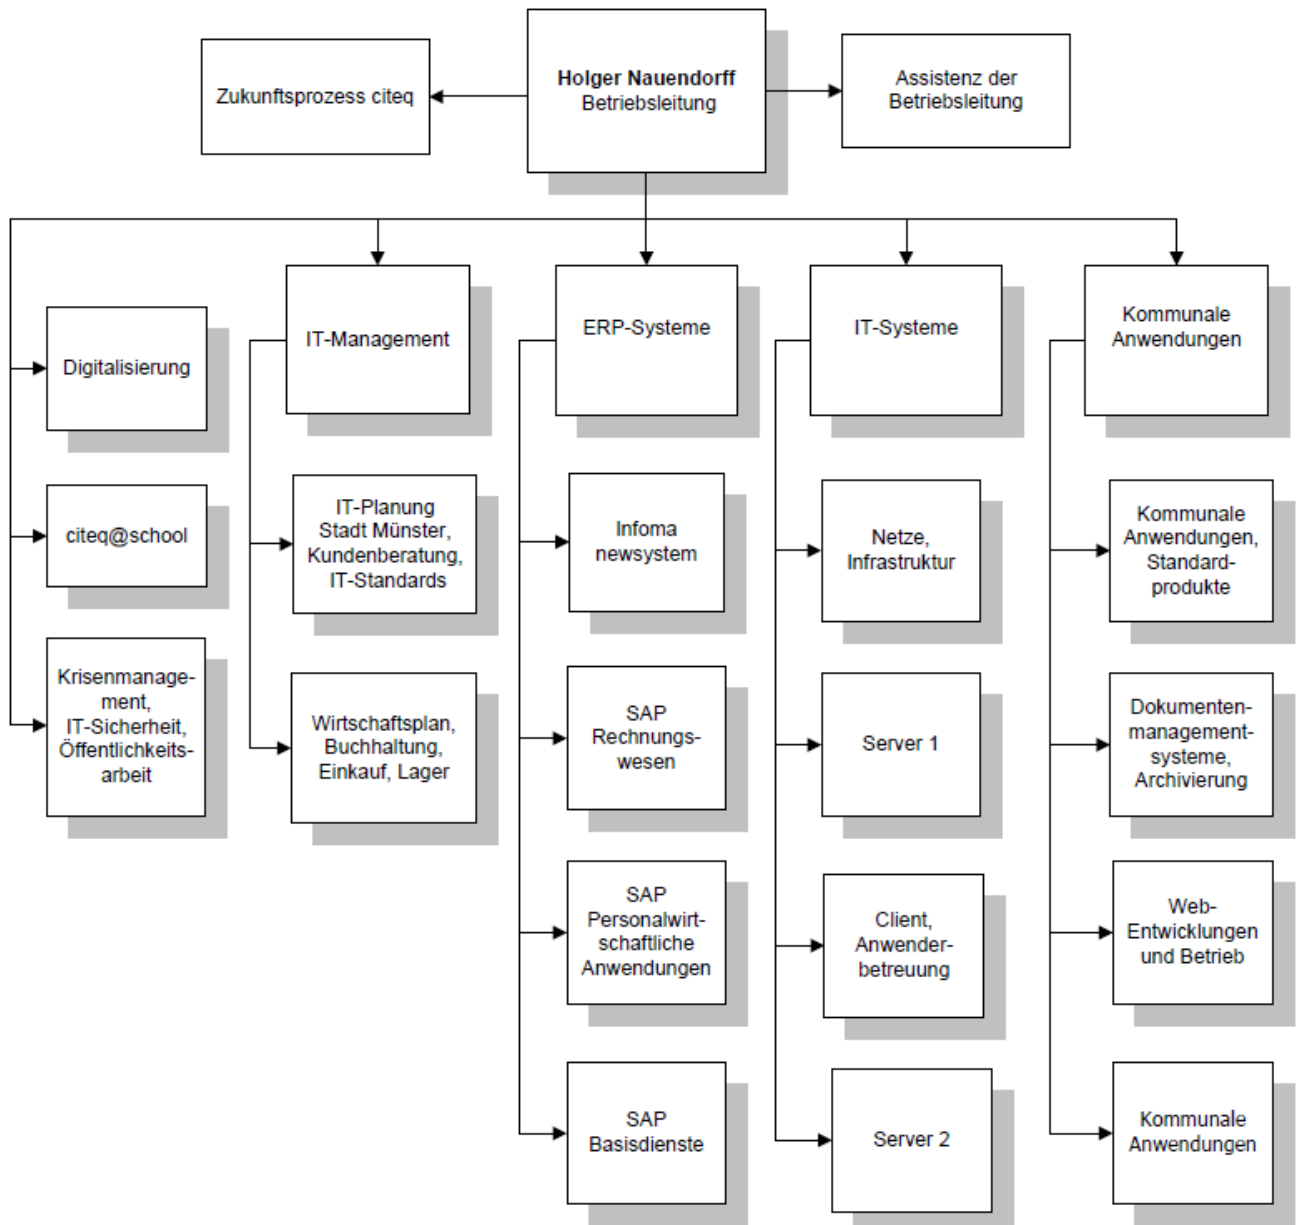 Zukunftsprozess citeq
Holger Nauendorff
Betriebsleitung
Assistenz der
Betriebsleitung
Digitalisierung
citeq@school
Krisenmanage-
ment,
IT-Sicherheit,
Öffentlichkeits-
arbeit
IT-Management
IT-Planung
Stadt Münster,
Kundenberatung,
IT-Standards
Wirtschaftsplan,
Buchhaltung,
Einkauf, Lager
ERP-Systeme
Infoma
newsystem
SAP
Rechnungs-
wesen
SAP
Personalwirt-
schaftliche
Anwendungen
SAP
Basisdienste
IT-Systeme
Netze,
Infrastruktur
Server 1
Client,
Anwender-
betreuung
Server 2
Kommunale
Anwendungen
Kommunale
Anwendungen,
Standard-
produkte
Dokumenten-
management-
systeme,
Archivierung
Web-
Entwicklungen
und Betrieb
Kommunale
Anwendungen